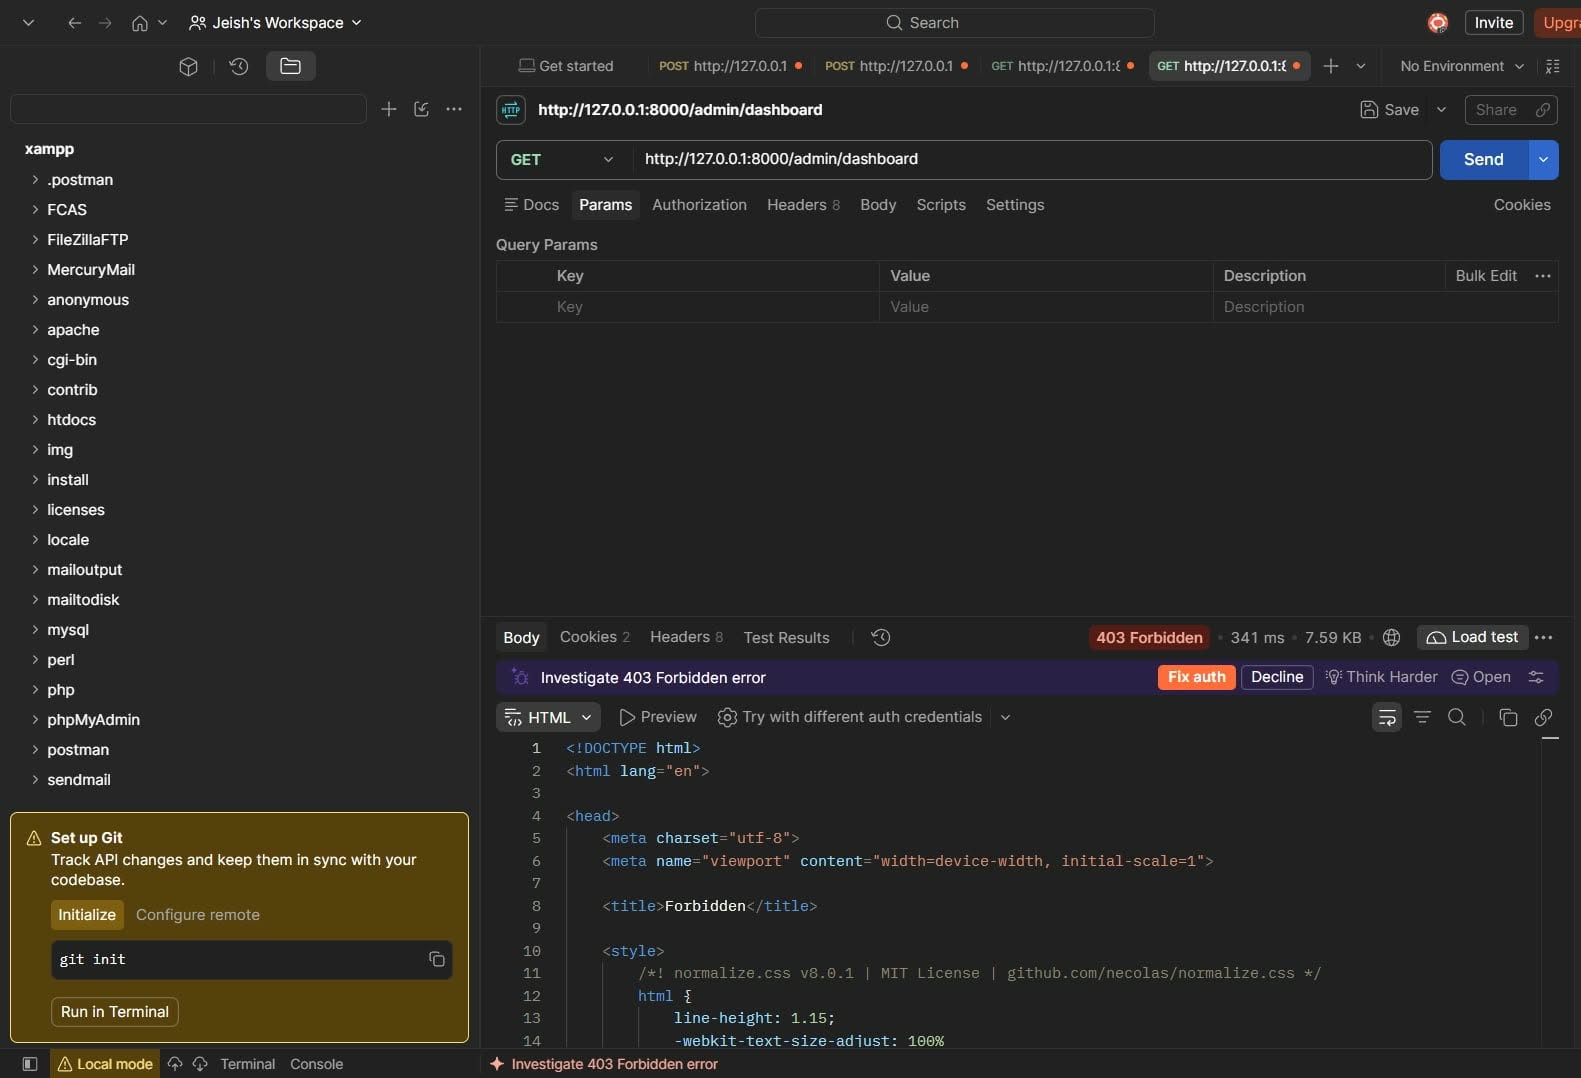 Jeish's Workspace
Search
Invite
Upgra
Get started
POST http://127.0.0.1
POST http://127.0.0.1
GET http://127.0.0.1:8
GET http://127.0.0.1:8
No Environment
HTTP http://127.0.0.1:8000/admin/dashboard
Save
Share
xampp
.postman
FCAS
FileZillaFTP
MercuryMail
anonymous
apache
cgi-bin
contrib
htdocs
img
install
licenses
locale
mailoutput
mailtodisk
mysql
perl
php
phpMyAdmin
postman
sendmail
Set up Git
Track API changes and keep them in sync with your
codebase.
Initialize Configure remote
git init
Run in Terminal
GET http://127.0.0.1:8000/admin/dashboard Send
Docs Params Authorization Headers 8 Body Scripts Settings Cookies
Query Params
Key Value Description Bulk Edit
Key Value Description
Body Cookies 2 Headers 8 Test Results 403 Forbidden • 341 ms • 7.59 KB • Load test
Investigate 403 Forbidden error Fix auth Decline Think Harder Open
HTML Preview Try with different auth credentials
1 <!DOCTYPE html>
2 <html lang="en">
3
4 <head>
5 <meta charset="utf-8">
6 <meta name="viewport" content="width=device-width, initial-scale=1">
7
8 <title>Forbidden</title>
9
10 <style>
11 /*! normalize.css v8.0.1 | MIT License | github.com/necolas/normalize.css */
12 html {
13 line-height: 1.15;
14 -webkit-text-size-adjust: 100%
Local mode Terminal Console Investigate 403 Forbidden error